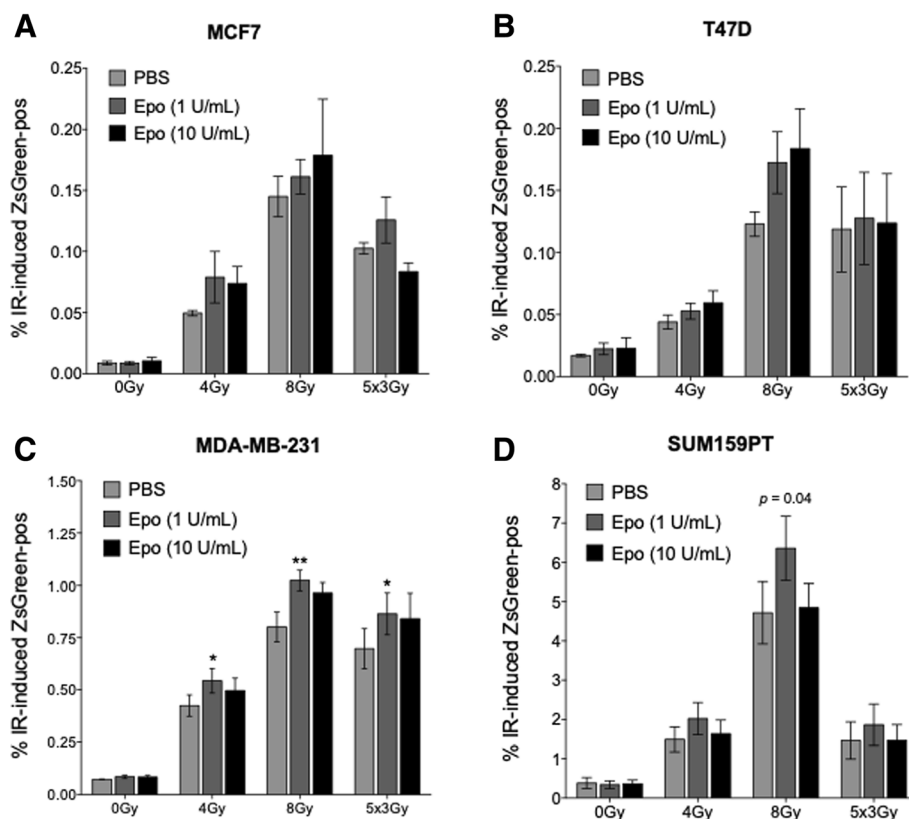 A
MCF7
% IR-induced ZsGreen-pos
0.25
0.20
0.15
0.10
0.05
0.00
PBS
Epo (1 U/mL)
Epo (10 U/mL)
0Gy 4Gy 8Gy 5x3Gy
B
T47D
% IR-induced ZsGreen-pos
0.25
0.20
0.15
0.10
0.05
0.00
PBS
Epo (1 U/mL)
Epo (10 U/mL)
0Gy 4Gy 8Gy 5x3Gy
C
MDA-MB-231
% IR-induced ZsGreen-pos
1.50
1.25
1.00
0.75
0.50
0.25
0.00
PBS
Epo (1 U/mL)
Epo (10 U/mL)
* ** *
0Gy 4Gy 8Gy 5x3Gy
D
SUM159PT
% IR-induced ZsGreen-pos
8
7
6
5
4
3
2
1
0
PBS
Epo (1 U/mL)
Epo (10 U/mL)
p = 0.04
0Gy 4Gy 8Gy 5x3Gy